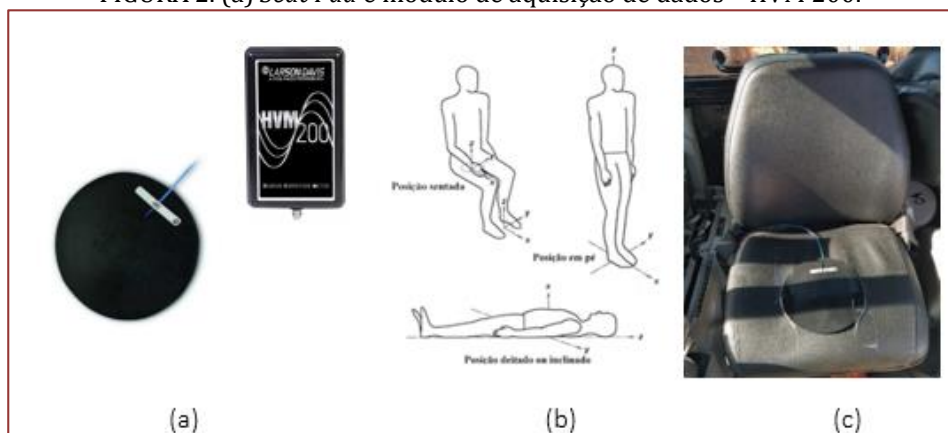 FIGURA 2. (a) Seat Pad e módulo de aquisição de dados – HVM 200.
LARSON DAVIS
HVM
200
Posição sentada
Posição em pé
Posição deitado ou inclinado
(a)
(b)
(c)